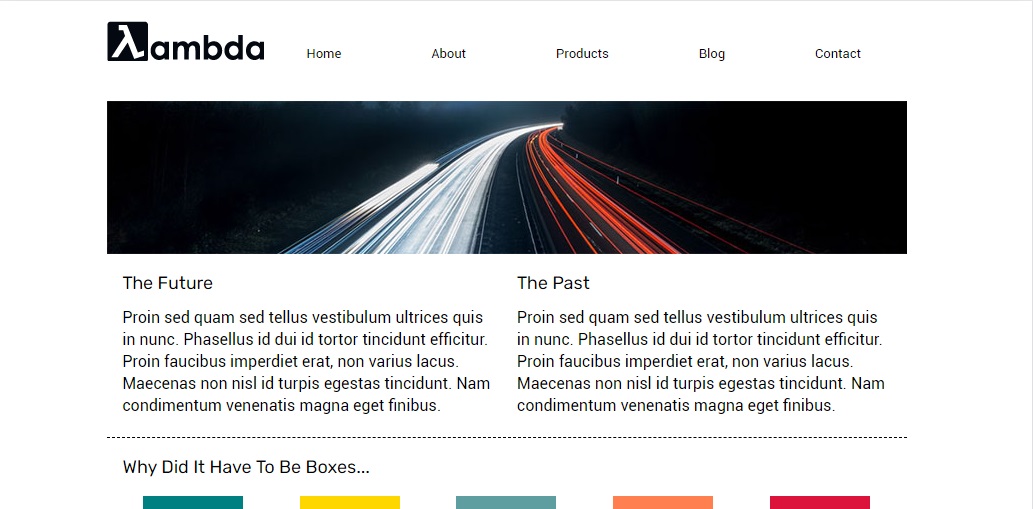 λambda
Home About Products Blog Contact
The Future
Proin sed quam sed tellus vestibulum ultrices quis
in nunc. Phasellus id dui id tortor tincidunt efficitur.
Proin faucibus imperdiet erat, non varius lacus.
Maecenas non nisl id turpis egestas tincidunt. Nam
condimentum venenatis magna eget finibus.
The Past
Proin sed quam sed tellus vestibulum ultrices quis
in nunc. Phasellus id dui id tortor tincidunt efficitur.
Proin faucibus imperdiet erat, non varius lacus.
Maecenas non nisl id turpis egestas tincidunt. Nam
condimentum venenatis magna eget finibus.
Why Did It Have To Be Boxes...